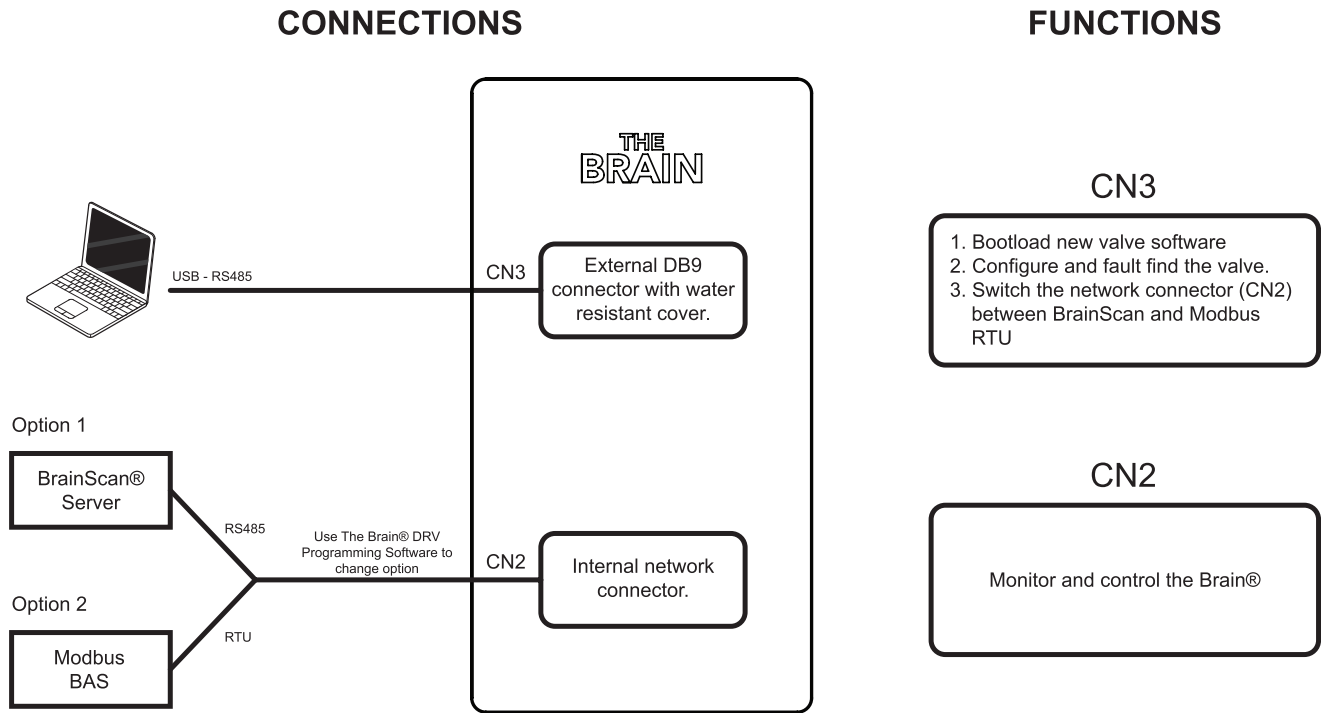 CONNECTIONS
FUNCTIONS
THE
BRAIN
USB - RS485
CN3
External DB9
connector with water
resistant cover.
CN3
1. Bootload new valve software
2. Configure and fault find the valve.
3. Switch the network connector (CN2)
between BrainScan and Modbus
RTU
Option 1
BrainScan®
Server
RS485
Option 2
Modbus
BAS
RTU
Use The Brain® DRV
Programming Software to
change option
CN2
Internal network
connector.
CN2
Monitor and control the Brain®